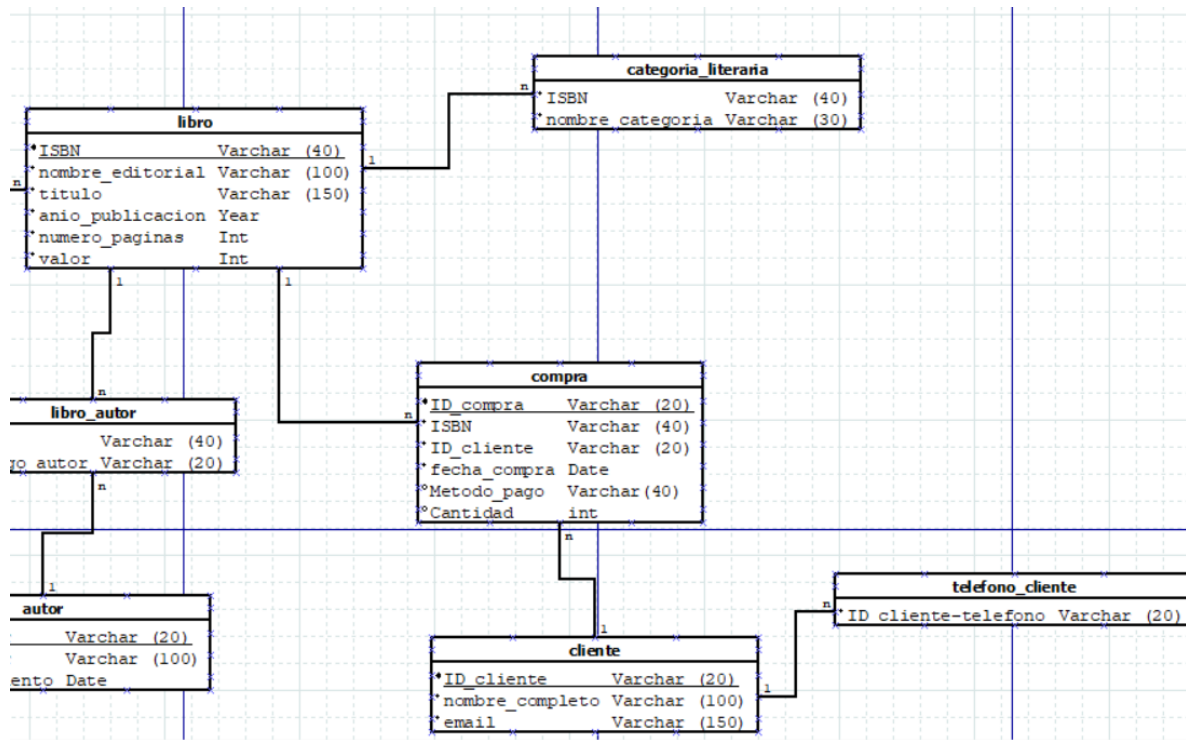 categoria_literaria
ISBN Varchar (40)
nombre_categoria Varchar (30)
n
libro
ISBN Varchar (40)
nombre_editorial Varchar (100)
titulo Varchar (150)
anio_publicacion Year
numero_paginas Int
valor Int
1
n
1
1
compra
ID_compra Varchar (20)
ISBN Varchar (40)
ID_cliente Varchar (20)
fecha_compra Date
Metodo_pago Varchar(40)
Cantidad int
n
n
n
libro_autor
Varchar (40)
go_autor Varchar (20)
n
1
autor
Varchar (20)
Varchar (100)
ento Date
telefono_cliente
ID_cliente-telefono Varchar (20)
n
1
cliente
ID_cliente Varchar (20)
nombre_completo Varchar (100)
email Varchar (150)
1